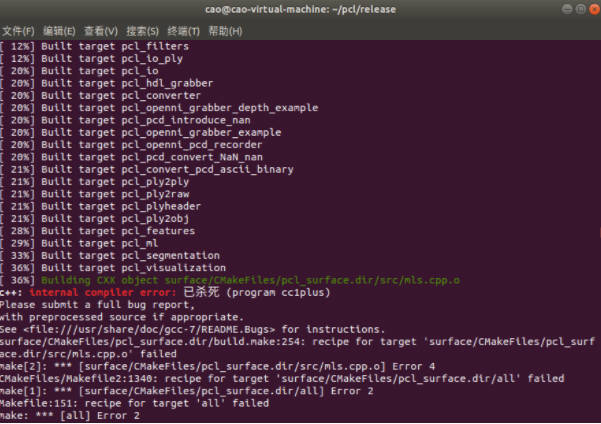 cao@cao-virtual-machine: ~/pcl/release
文件(F) 编辑(E) 查看(V) 搜索(S) 终端(T) 帮助(H)
[ 12%] Built target pcl_filters
[ 12%] Built target pcl_io_ply
[ 20%] Built target pcl_io
[ 20%] Built target pcl_hdl_grabber
[ 20%] Built target pcl_converter
[ 20%] Built target pcl_openni_grabber_depth_example
[ 20%] Built target pcl_pcd_introduce_nan
[ 20%] Built target pcl_openni_grabber_example
[ 20%] Built target pcl_openni_pcd_recorder
[ 20%] Built target pcl_pcd_convert_NaN_nan
[ 21%] Built target pcl_convert_pcd_ascii_binary
[ 21%] Built target pcl_ply2ply
[ 21%] Built target pcl_ply2raw
[ 21%] Built target pcl_plyheader
[ 21%] Built target pcl_ply2obj
[ 28%] Built target pcl_features
[ 29%] Built target pcl_ml
[ 33%] Built target pcl_segmentation
[ 36%] Built target pcl_visualization
[ 36%] Building CXX object surface/CMakeFiles/pcl_surface.dir/src/mls.cpp.o
c++: internal compiler error: 已杀死 (program cc1plus)
Please submit a full bug report,
with preprocessed source if appropriate.
See <file:///usr/share/doc/gcc-7/README.Bugs> for instructions.
surface/CMakeFiles/pcl_surface.dir/build.make:254: recipe for target 'surface/CMakeFiles/pcl_surf
ace.dir/src/mls.cpp.o' failed
make[2]: *** [surface/CMakeFiles/pcl_surface.dir/src/mls.cpp.o] Error 4
CMakeFiles/Makefile2:1340: recipe for target 'surface/CMakeFiles/pcl_surface.dir/all' failed
make[1]: *** [surface/CMakeFiles/pcl_surface.dir/all] Error 2
Makefile:151: recipe for target 'all' failed
make: *** [all] Error 2